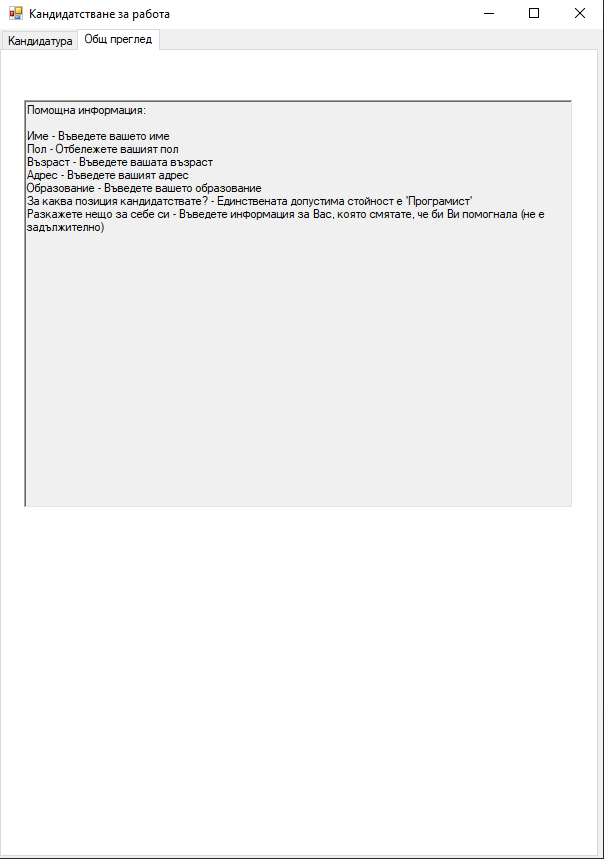 Кандидатстване за работа
Кандидатура
Общ преглед
Помощна информация:
Име - Въведете вашето име
Пол - Отбележете вашият пол
Възраст - Въведете вашата възраст
Адрес - Въведете вашият адрес
Образование - Въведете вашето образование
За каква позиция кандидатствате? - Единствената допустима стойност е 'Програмист'
Разкажете нещо за себе си - Въведете информация за Вас, която смятате, че би Ви помогнала (не е
задължително)